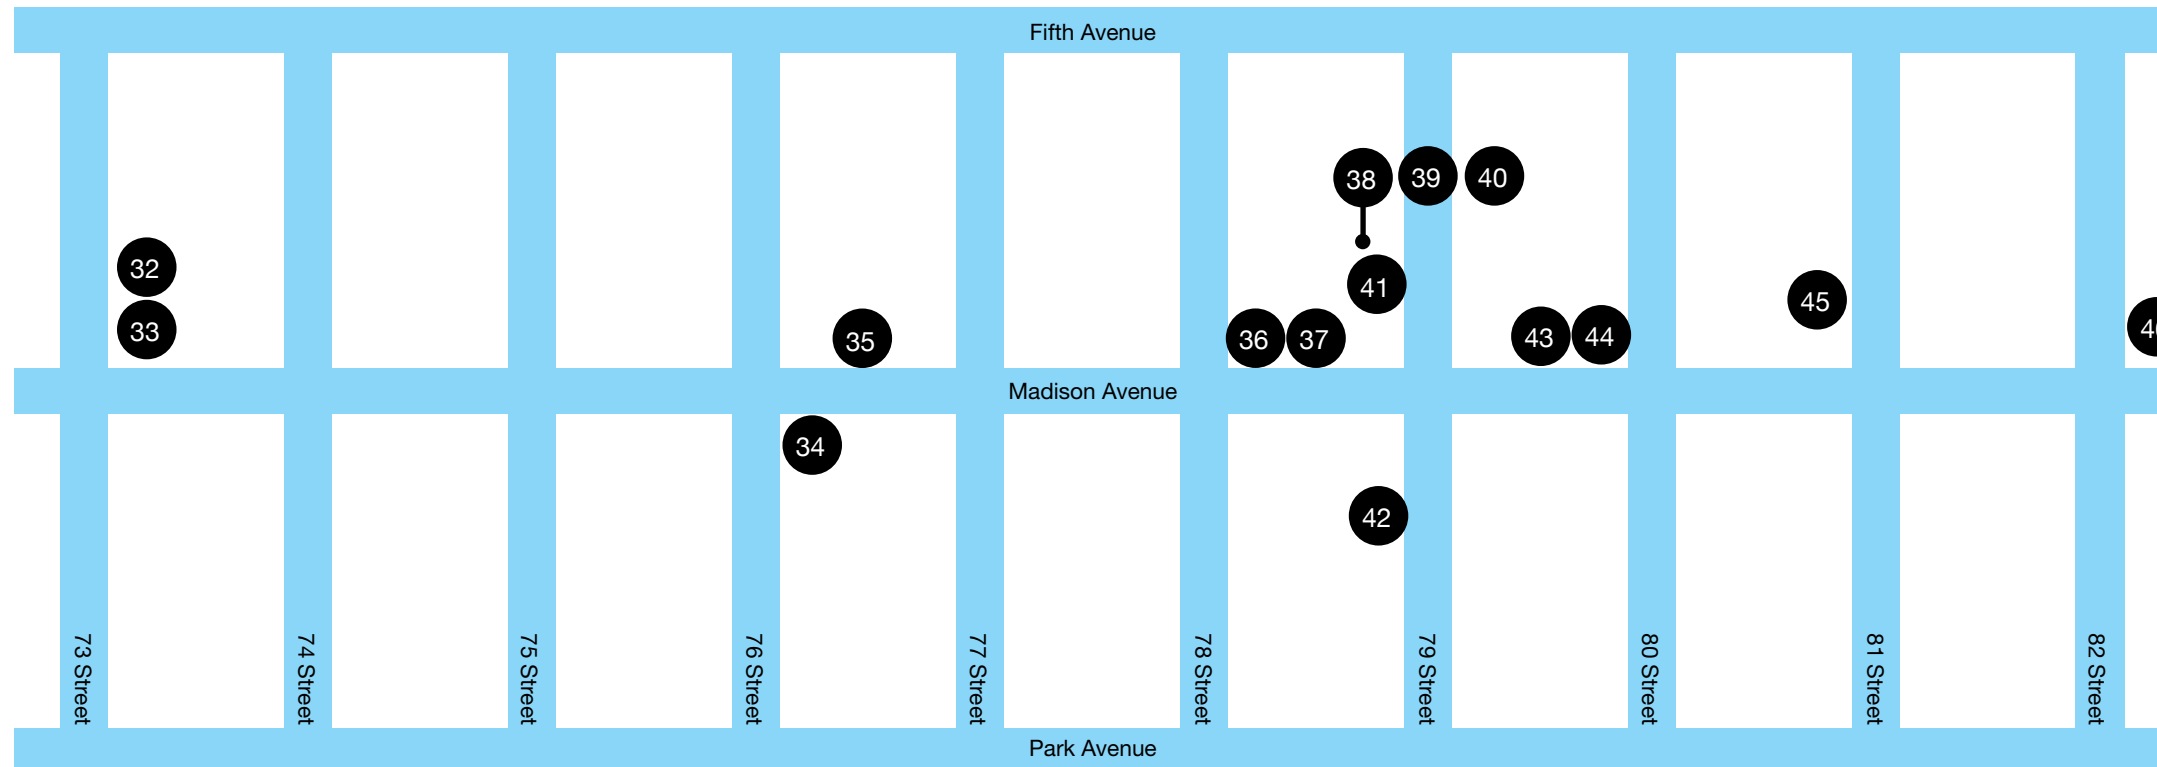 Fifth Avenue
38
39
40
32
41
45
33
35
36
37
43
44
Madison Avenue
34
42
73 Street
74 Street
75 Street
76 Street
77 Street
78 Street
79 Street
80 Street
81 Street
82 Street
Park Avenue